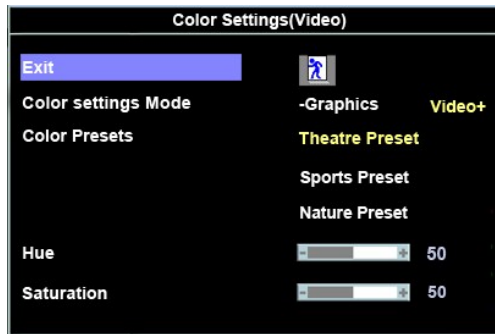 Color Settings(Video)
Exit
Color settings Mode -Graphics Video+
Color Presets Theatre Preset
Sports Preset
Nature Preset
Hue - + 50
Saturation - + 50